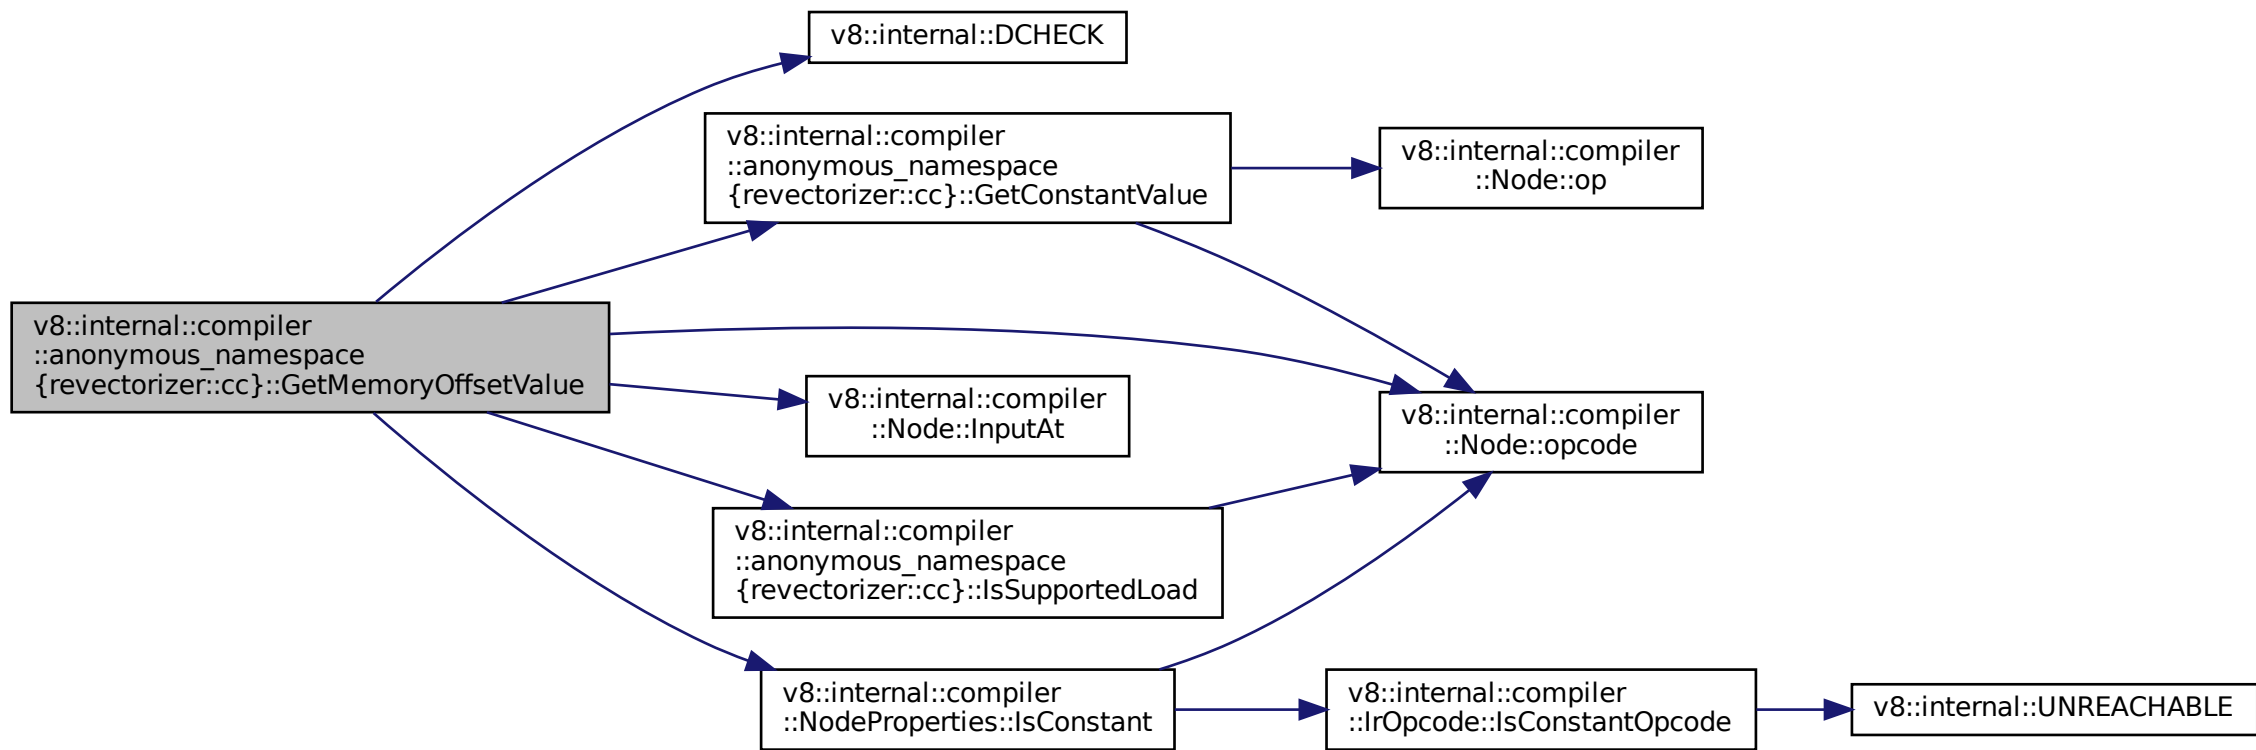 v8::internal::DCHECK
v8::internal::compiler
::anonymous_namespace
{revectorizer::cc}::GetConstantValue
v8::internal::compiler
::Node::op
v8::internal::compiler
::anonymous_namespace
{revectorizer::cc}::GetMemoryOffsetValue
v8::internal::compiler
::Node::InputAt
v8::internal::compiler
::Node::opcode
v8::internal::compiler
::anonymous_namespace
{revectorizer::cc}::IsSupportedLoad
v8::internal::compiler
::NodeProperties::IsConstant
v8::internal::compiler
::IrOpcode::IsConstantOpcode
v8::internal::UNREACHABLE